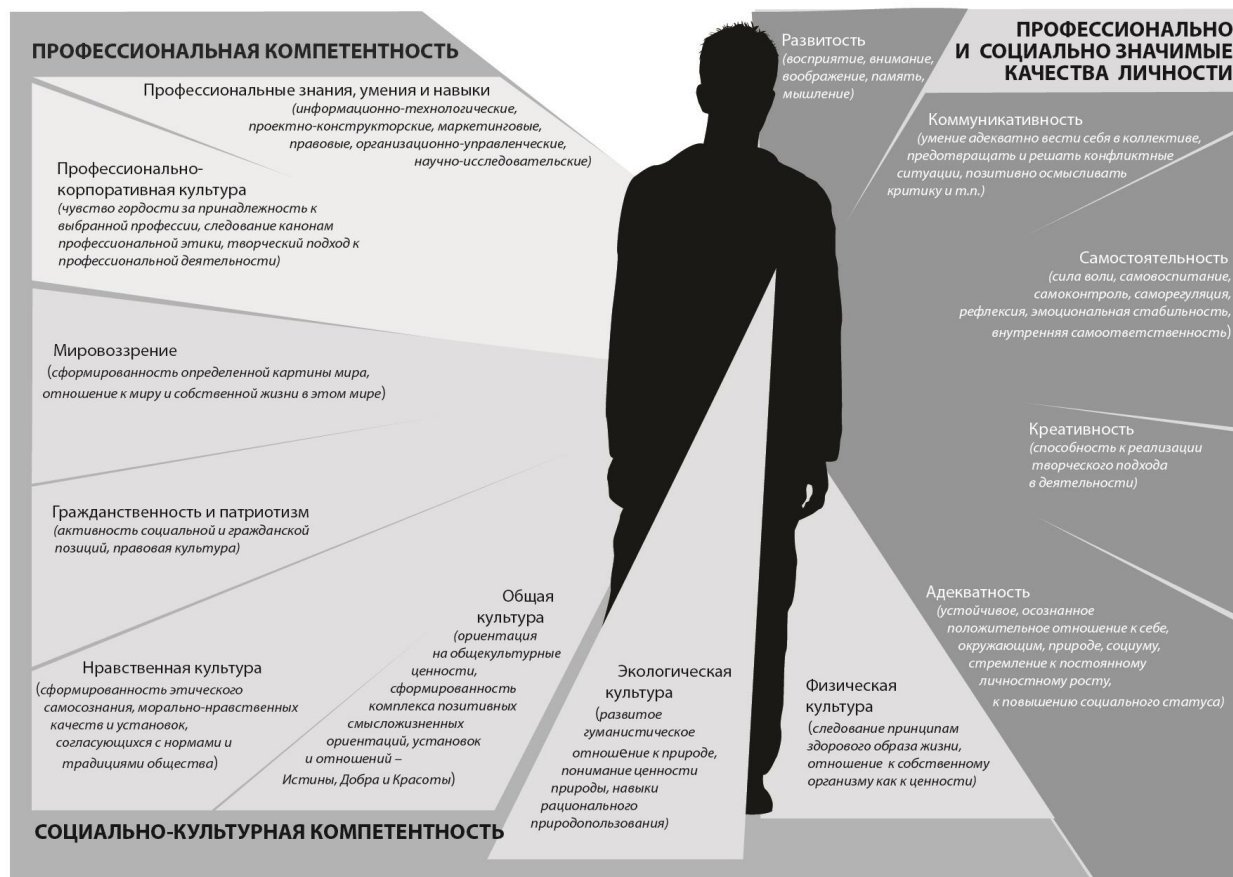 ПРОФЕССИОНАЛЬНАЯ КОМПЕТЕНТНОСТЬ
Профессиональные знания, умения и навыки
(информационно-технологические,
проектно-конструкторские, маркетинговые,
правовые, организационно-управленческие,
научно-исследовательские)
Профессионально-
корпоративная культура
(чувство гордости за принадлежность к
выбранной профессии, следование канонам
профессиональной этики, творческий подход к
профессиональной деятельности)
Мировоззрение
(сформированность определенной картины мира,
отношение к миру и собственной жизни в этом мире)
Гражданственность и патриотизм
(активность социальной и гражданской
позиций, правовая культура)
Нравственная культура
(сформированность этического
самосознания, морально-нравственных
качеств и установок,
согласующихся с нормами и
традициями общества)
Общая
культура
(ориентация
на общекультурные
ценности,
сформированность
комплекса позитивных
смысложизненных
ориентаций, установок
и отношений –
Истины, Добра и Красоты)
Экологическая
культура
(развитое
гуманистическое
отношение к природе,
понимание ценности
природы, навыки
рационального
природопользования)
Физическая
культура
(следование принципам
здорового образа жизни,
отношение к собственному
организму как к ценности)
СОЦИАЛЬНО-КУЛЬТУРНАЯ КОМПЕТЕНТНОСТЬ
ПРОФЕССИОНАЛЬНО
И СОЦИАЛЬНО ЗНАЧИМЫЕ
КАЧЕСТВА ЛИЧНОСТИ
Развитость
(восприятие, внимание,
воображение, память,
мышление)
Коммуникативность
(умение адекватно вести себя в коллективе,
предотвращать и решать конфликтные
ситуации, позитивно осмысливать
критику и т.п.)
Самостоятельность
(сила воли, самовоспитание,
самоконтроль, саморегуляция,
рефлексия, эмоциональная стабильность,
внутренняя самоответственность)
Креативность
(способность к реализации
творческого подхода
в деятельности)
Адекватность
(устойчивое, осознанное
положительное отношение к себе,
окружающим, природе, социуму,
стремление к постоянному
личностному росту,
к повышению социального статуса)